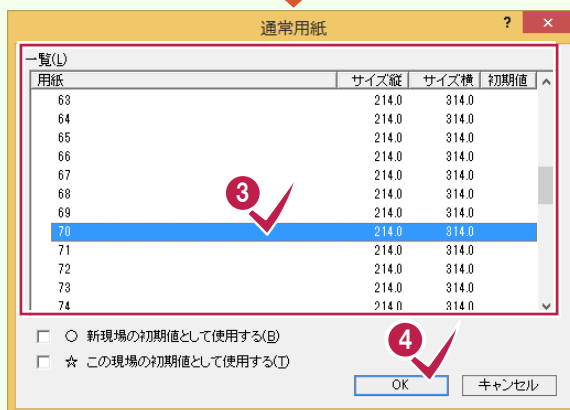 通常用紙 ? ×
一覧(L)
用紙 サイズ縦 サイズ横 初期値
63 214.0 314.0
64 214.0 314.0
65 214.0 314.0
66 214.0 314.0
67 214.0 314.0
68 214.0 314.0
69 214.0 314.0
70 214.0 314.0
71 214.0 314.0
72 214.0 314.0
73 214.0 314.0
74 214.0 314.0
3
○ 新現場の初期値として使用する(B)
☆ この現場の初期値として使用する(T)
4
OK キャンセル